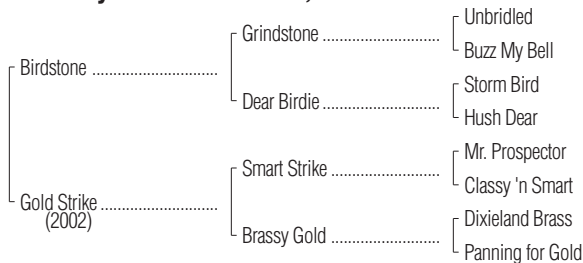 Unbridled
Grindstone
Buzz My Bell
Birdstone
Storm Bird
Dear Birdie
Hush Dear
Mr. Prospector
Smart Strike
Classy 'n Smart
Gold Strike
(2002)
Dixieland Brass
Brassy Gold
Panning for Gold